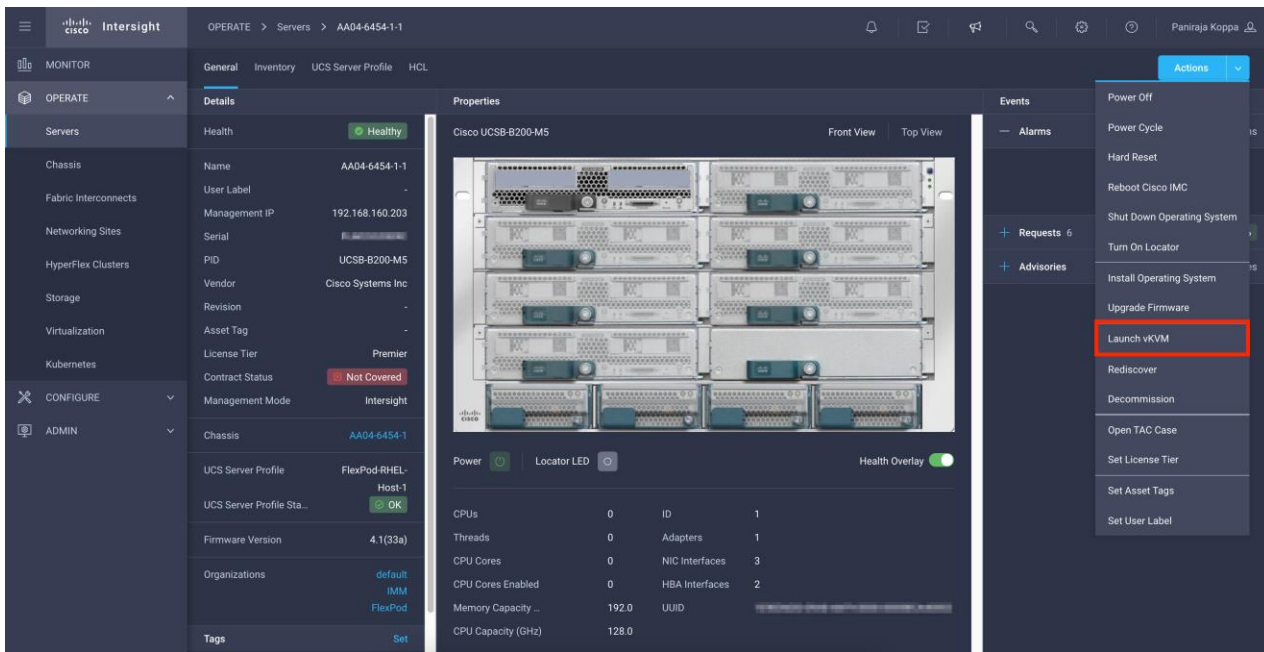 cisco Intersight
OPERATE > Servers > AA04-6454-1-1
Paniraja Koppa
MONITOR
OPERATE
Servers
Chassis
Fabric Interconnects
Networking Sites
HyperFlex Clusters
Storage
Virtualization
Kubernetes
CONFIGURE
ADMIN
General Inventory UCS Server Profile HCL
Actions
Details
Health Healthy
Name AA04-6454-1-1
User Label -
Management IP 192.168.160.203
Serial
PID UCSB-B200-M5
Vendor Cisco Systems Inc
Revision -
Asset Tag -
License Tier Premier
Contract Status Not Covered
Management Mode Intersight
Chassis AA04-6454-1
UCS Server Profile FlexPod-RHEL-
Host-1
UCS Server Profile Sta... OK
Firmware Version 4.1(33a)
Organizations default
IMM
FlexPod
Tags Set
Properties
Cisco UCSB-B200-M5 Front View Top View
cisco
Power Locator LED Health Overlay
CPUs 0 ID 1
Threads 0 Adapters 1
CPU Cores 0 NIC Interfaces 3
CPU Cores Enabled 0 HBA Interfaces 2
Memory Capacity ... 192.0 UUID
CPU Capacity (GHz) 128.0
Events
Alarms
Requests 6
Advisories
Power Off
Power Cycle
Hard Reset
Reboot Cisco IMC
Shut Down Operating System
Turn On Locator
Install Operating System
Upgrade Firmware
Launch vKVM
Rediscover
Decommission
Open TAC Case
Set License Tier
Set Asset Tags
Set User Label